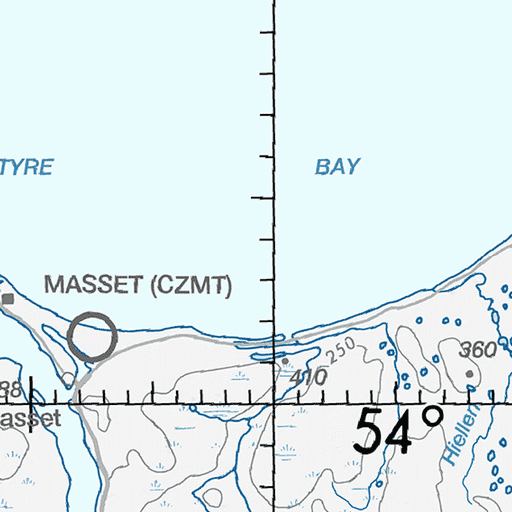 TYRE
BAY
MASSET (CZMT)
250
360
410
88
asset
54°
Hiellen